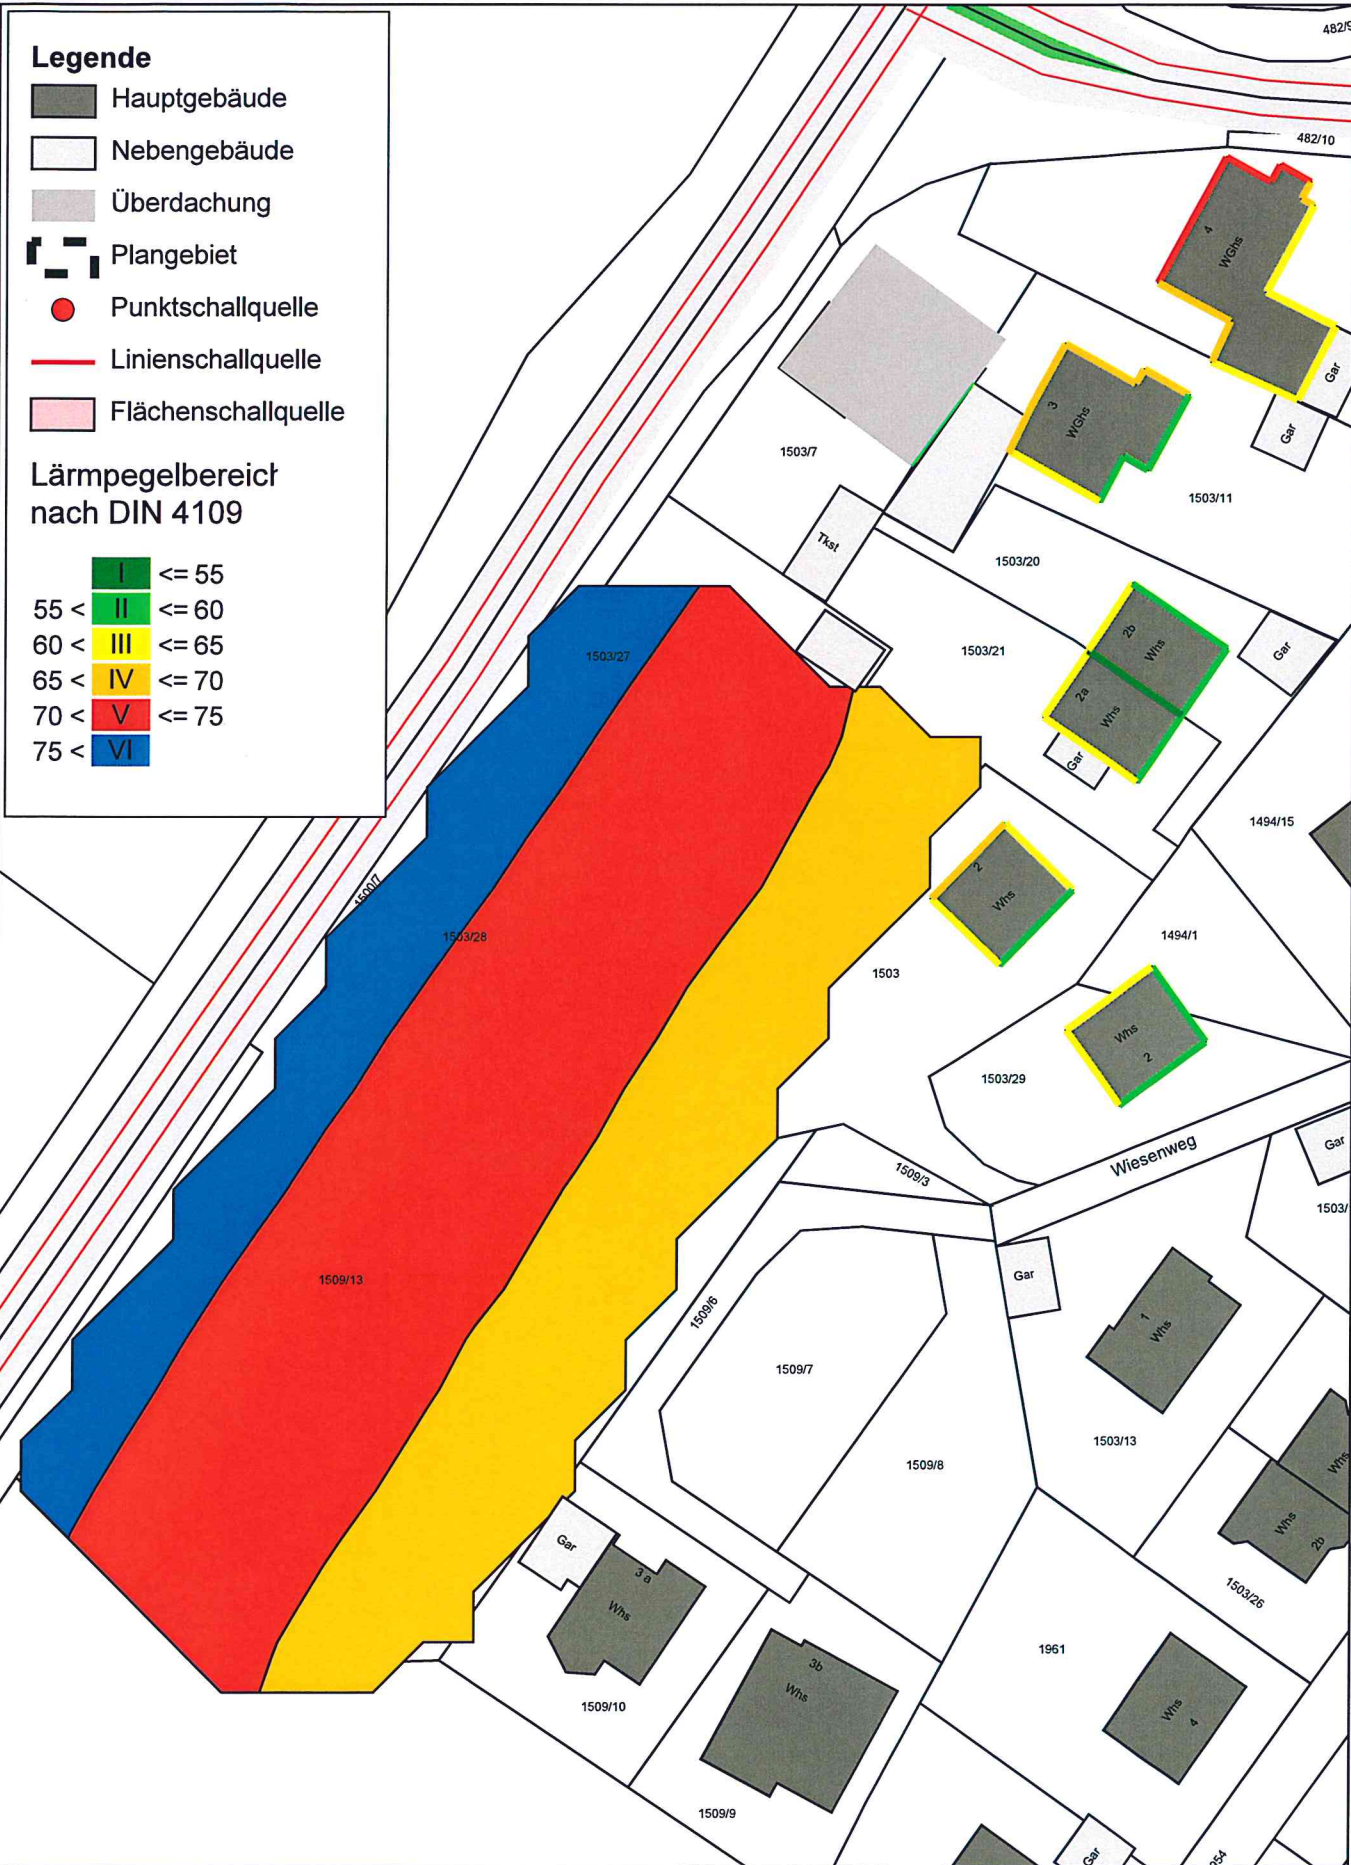 Legende
Hauptgebäude
Nebengebäude
Überdachung
Plangebiet
Punktschallquelle
Linienschallquelle
Flächenschallquelle
Lärmpegelbereich
nach DIN 4109
I <= 55
55 < II <= 60
60 < III <= 65
65 < IV <= 70
70 < V <= 75
75 < VI
482/9
482/10
4
WGhs
Gar
3
WGhs
Gar
1503/7
1503/11
Tkst
1503/20
2b
Whs
Gar
1503/27
1503/21
2a
Whs
Gar
1494/15
2
Whs
1500/7
1503/28
1494/1
1503
Whs
2
1503/29
Gar
Wiesenweg
1509/3
1503/
1509/13
Gar
1509/6
1
Whs
1509/7
1503/13
1509/8
Whs
Whs
2b
Gar
3a
Whs
1503/26
1961
3b
Whs
1509/10
Whs
4
1509/9
Gar
054